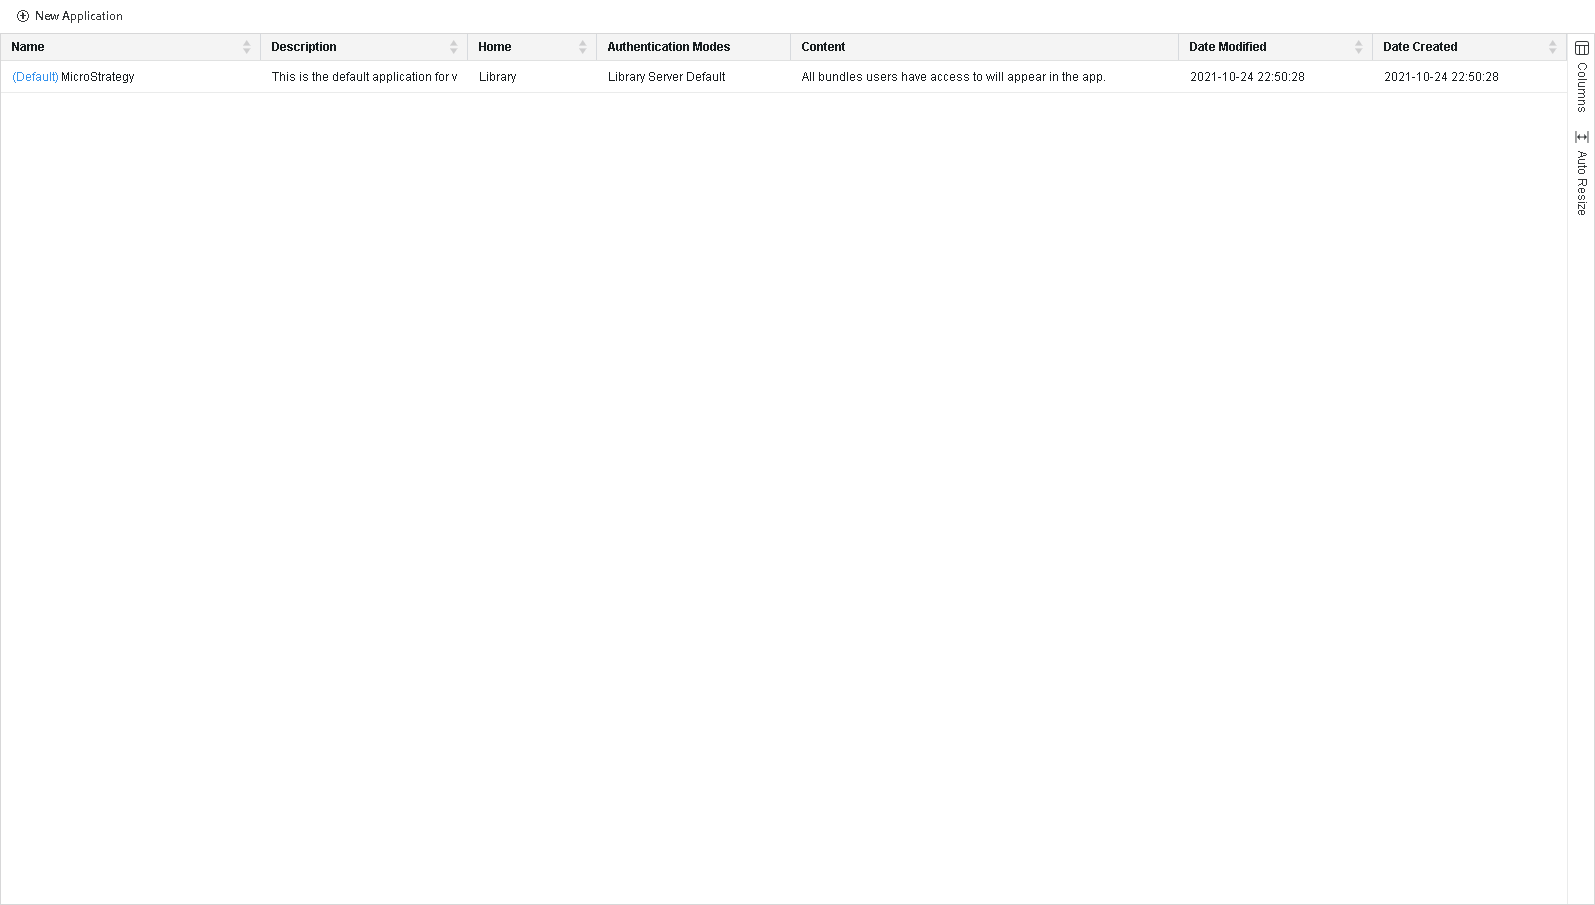 New Application
Name Description Home Authentication Modes Content Date Modified Date Created
(Default) MicroStrategy This is the default application for v Library Library Server Default All bundles users have access to will appear in the app. 2021-10-24 22:50:28 2021-10-24 22:50:28
Columns
Auto Resize